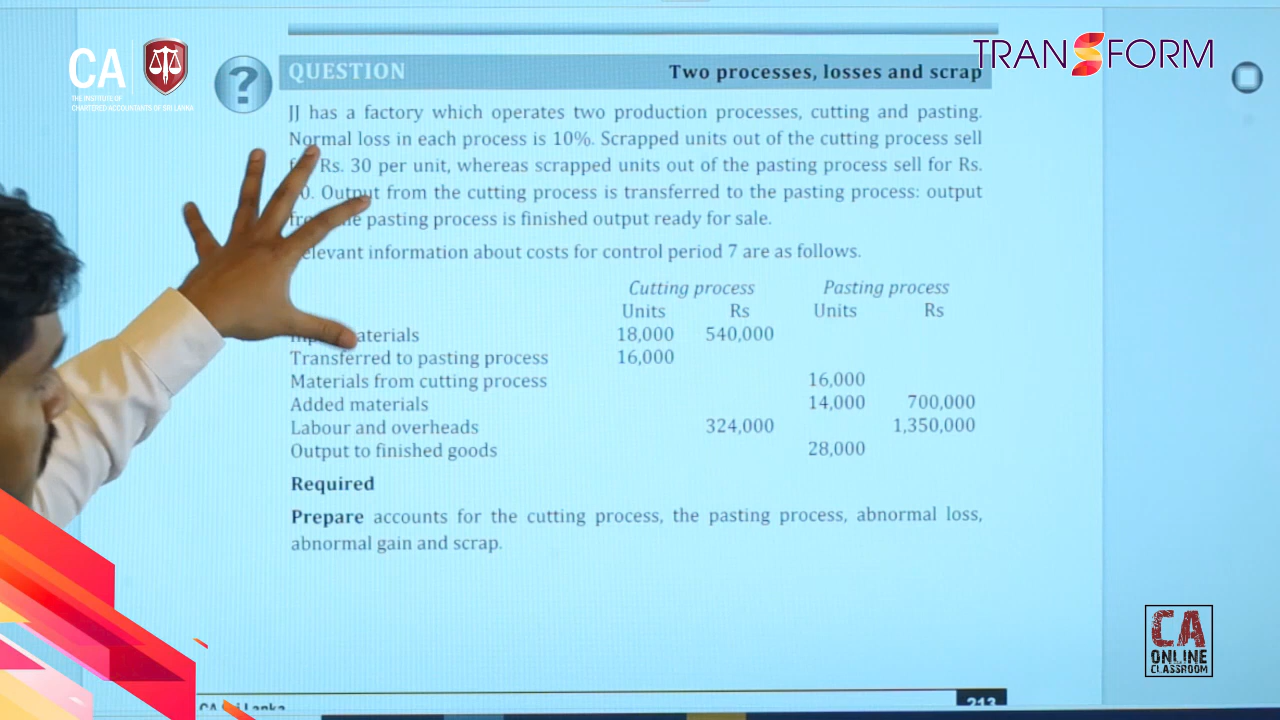 CA
THE INSTITUTE OF
CHARTERED ACCOUNTANTS OF SRI LANKA
TRANSFORM
?
QUESTION
Two processes, losses and scrap
JJ has a factory which operates two production processes, cutting and pasting.
Normal loss in each process is 10%. Scrapped units out of the cutting process sell
Rs. 30 per unit, whereas scrapped units out of the pasting process sell for Rs.
Output from the cutting process is transferred to the pasting process: output
pasting process is finished output ready for sale.
information about costs for control period 7 are as follows.
Cutting process Pasting process
Units Rs Units Rs
18,000 540,000
Transferred to pasting process 16,000
Materials from cutting process 16,000
Added materials 14,000 700,000
Labour and overheads 324,000 1,350,000
Output to finished goods 28,000
Required
Prepare accounts for the cutting process, the pasting process, abnormal loss,
abnormal gain and scrap.
CA
ONLINE
CLASSROOM
CA Sri Lanka
213